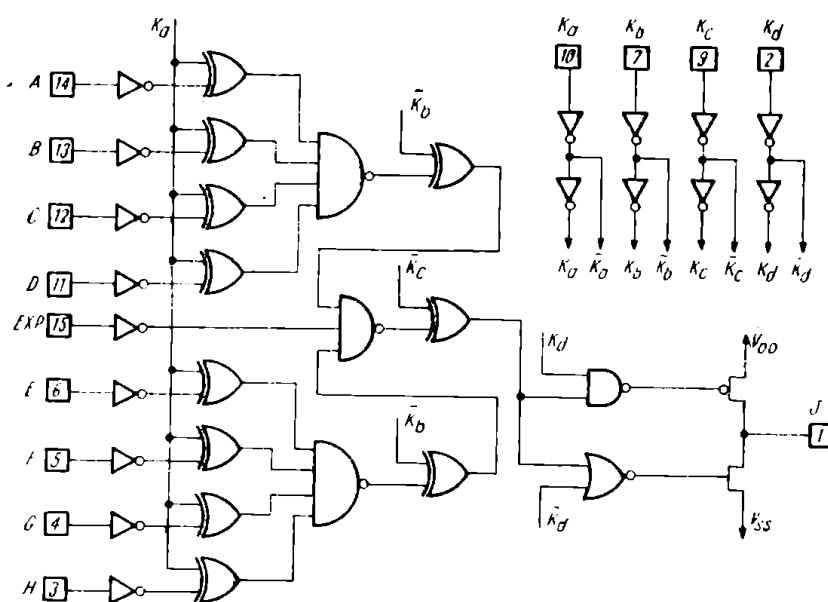 Ka
A 14
B 13
C 12
D 11
EXP 15
E 6
F 5
G 4
H 3
K̄b
K̄c
K̄b
Kd
K̄d
VDD
J
1
VSS
Ka Kb Kc Kd
10 7 9 2
Ka K̄a Kb K̄b Kc K̄c Kd K̄d